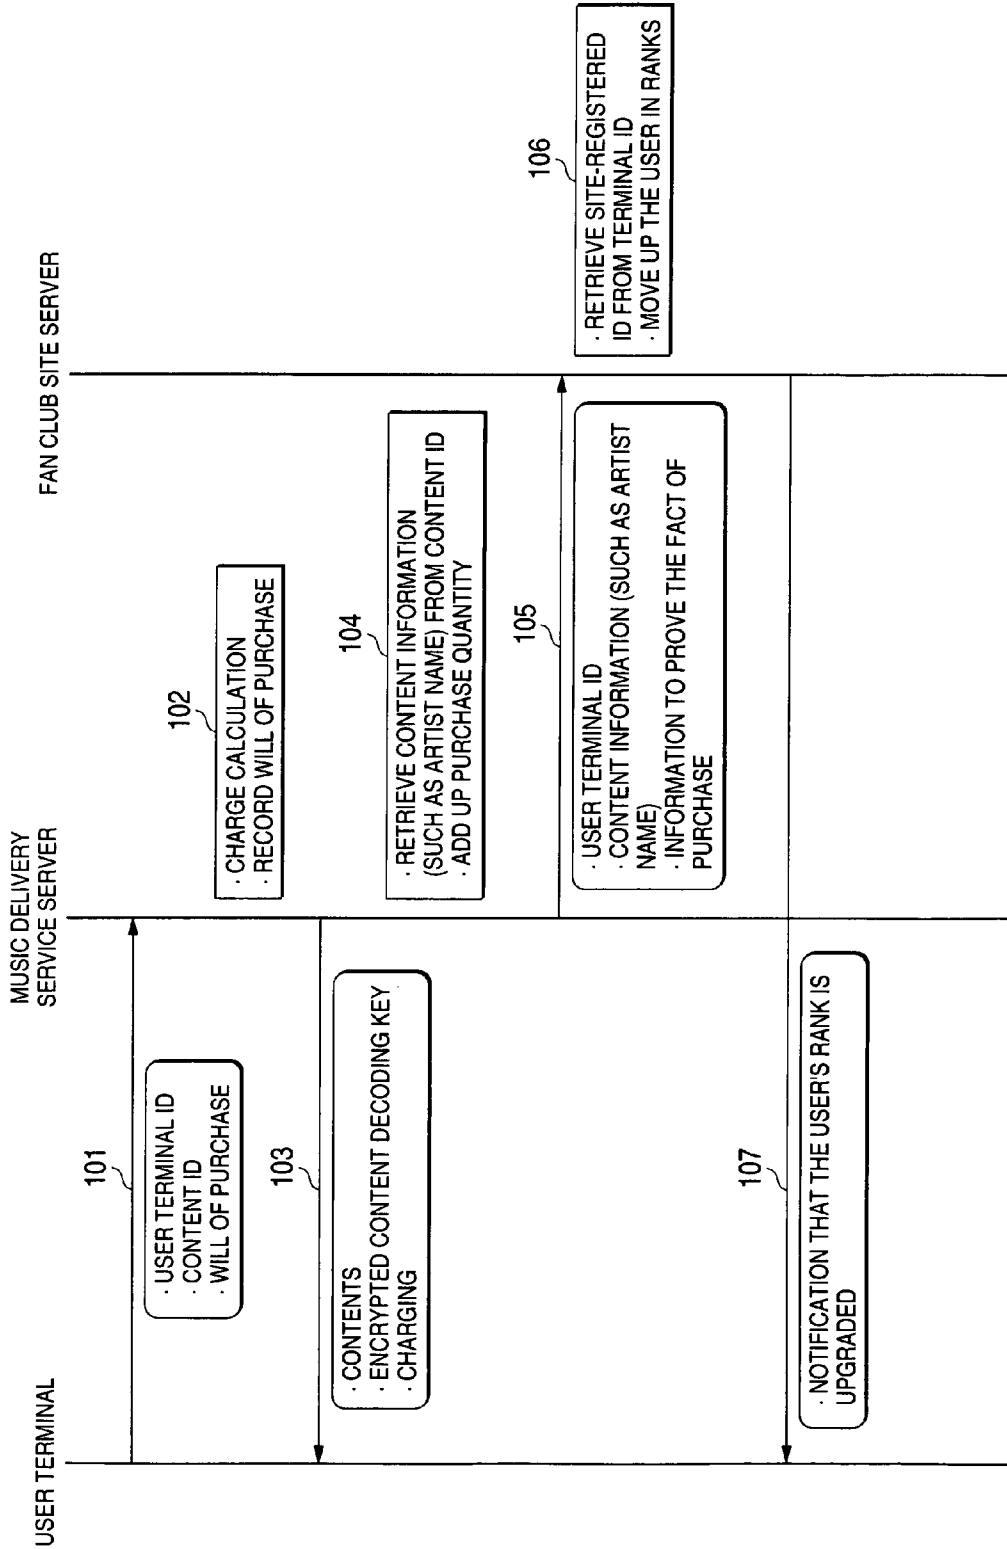 USER TERMINAL
MUSIC DELIVERY
SERVICE SERVER
FAN CLUB SITE SERVER
101
· USER TERMINAL ID
· CONTENT ID
· WILL OF PURCHASE
102
· CHARGE CALCULATION
· RECORD WILL OF PURCHASE
103
· CONTENTS
· ENCRYPTED CONTENT DECODING KEY
· CHARGING
104
· RETRIEVE CONTENT INFORMATION
(SUCH AS ARTIST NAME) FROM CONTENT ID
· ADD UP PURCHASE QUANTITY
105
· USER TERMINAL ID
· CONTENT INFORMATION (SUCH AS ARTIST
NAME)
· INFORMATION TO PROVE THE FACT OF
PURCHASE
106
· RETRIEVE SITE-REGISTERED
ID FROM TERMINAL ID
· MOVE UP THE USER IN RANKS
107
· NOTIFICATION THAT THE USER'S RANK IS
UPGRADED